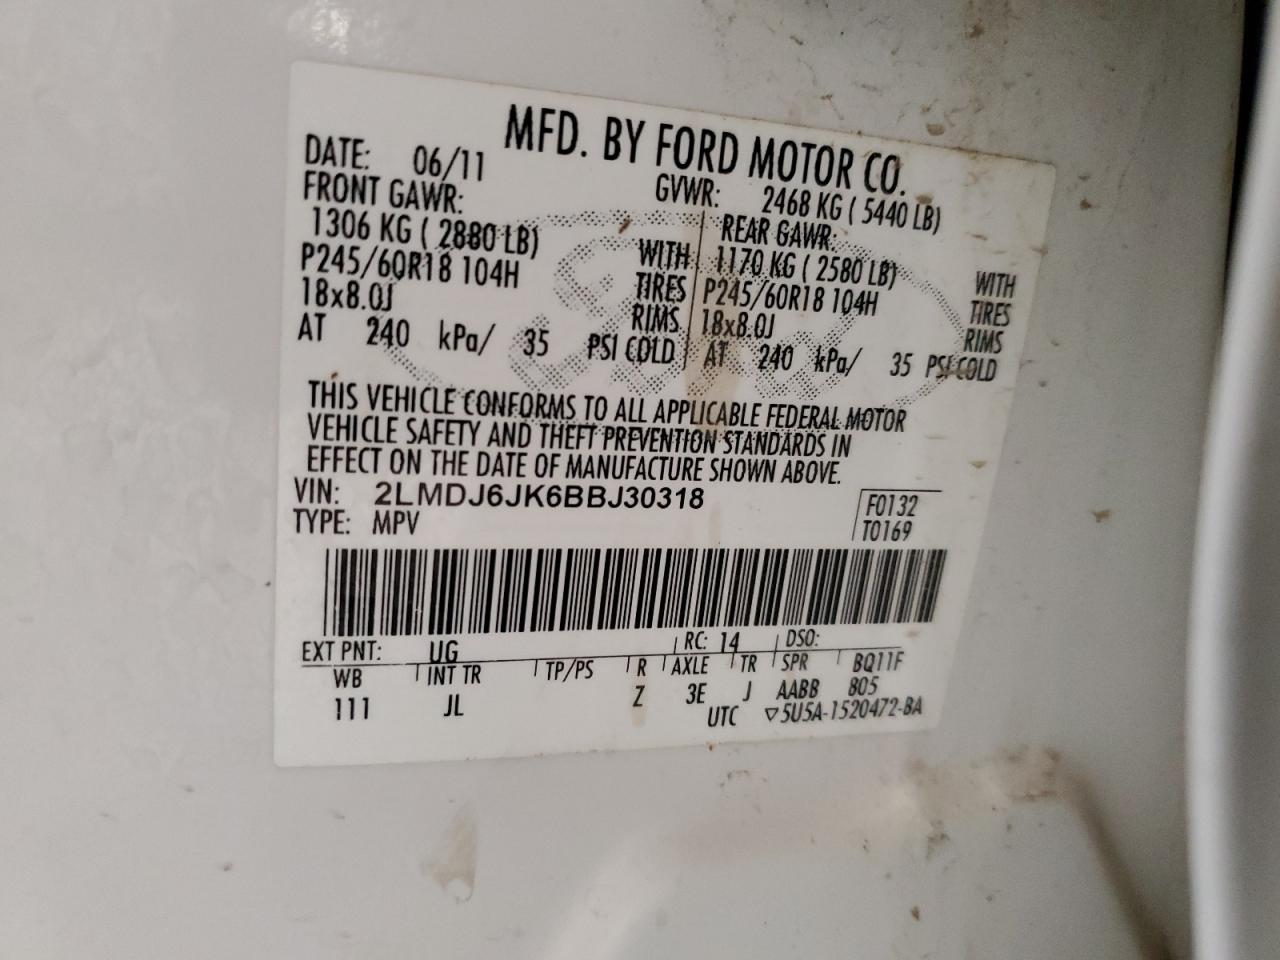 MFD. BY FORD MOTOR CO.
DATE: 06/11 GVWR: 2468 KG ( 5440 LB)
FRONT GAWR: REAR GAWR:
1306 KG ( 2880 LB) WITH 1170 KG ( 2580 LB) WITH
P245/60R18 104H TIRES P245/60R18 104H TIRES
18x8.0J RIMS 18x8.0J RIMS
AT 240 kPa/ 35 PSI COLD AT 240 kPa/ 35 PSI COLD
THIS VEHICLE CONFORMS TO ALL APPLICABLE FEDERAL MOTOR
VEHICLE SAFETY AND THEFT PREVENTION STANDARDS IN
EFFECT ON THE DATE OF MANUFACTURE SHOWN ABOVE.
VIN: 2LMDJ6JK6BBJ30318 F0132
TYPE: MPV T0169
EXT PNT: UG RC: 14 DSO:
WB INT TR TP/PS R AXLE TR SPR BQ11F
111 JL Z 3E J AABB 805
UTC ▽5U5A-1520472-BA